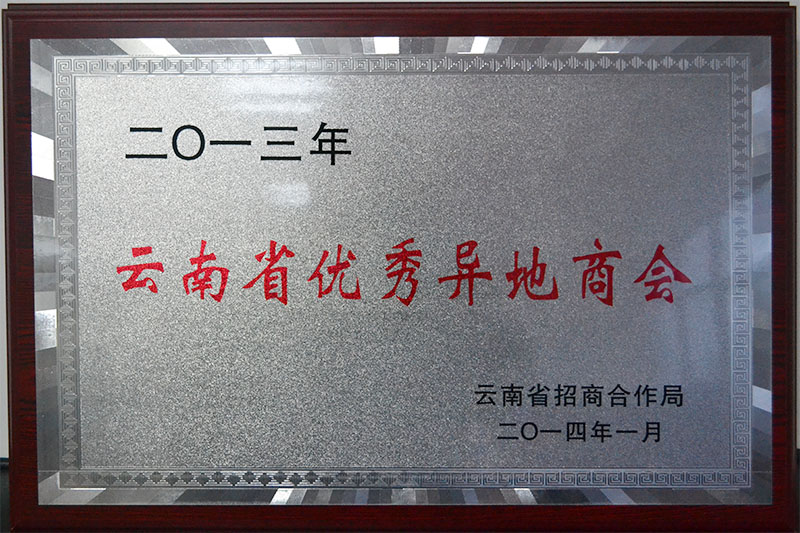 二〇一三年
云南省优秀异地商会
云南省招商合作局
二〇一四年一月